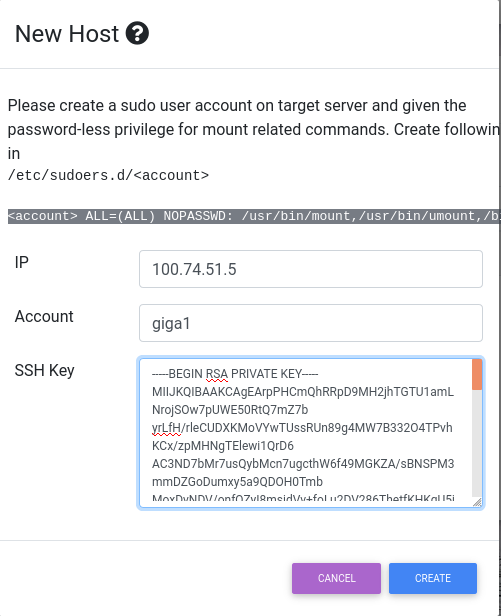 New Host ?
Please create a sudo user account on target server and given the
password-less privilege for mount related commands. Create followin
in
/etc/sudoers.d/<account>
<account> ALL=(ALL) NOPASSWD: /usr/bin/mount,/usr/bin/umount,
IP
100.74.51.5
Account
giga1
SSH Key
-----BEGIN RSA PRIVATE KEY-----
MIIJKQIBAAKCAgEArpPHCmQhRRpD9MH2jhTGTU1amL
NrojSOw7pUWE50RtQ7mZ7b
yrLfH/rleCUDXKMoVYwTUssRUn89g4MW7B332O4TPvh
KCx/zpMHNgTElewi1QrD6
AC3ND7bMr7usQybMcn7ugcthW6f49MGKZA/sBNSPM3
mmDZGoDumxy5a9QDOH0Tmb
CANCEL
CREATE